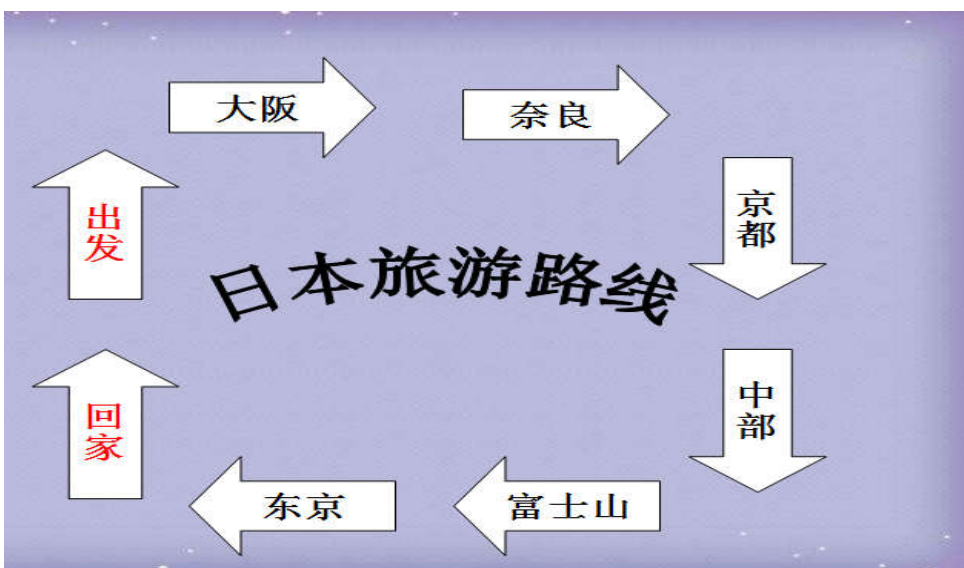 大阪
奈良
出发
京都
日本旅游路线
中部
回家
东京
富士山